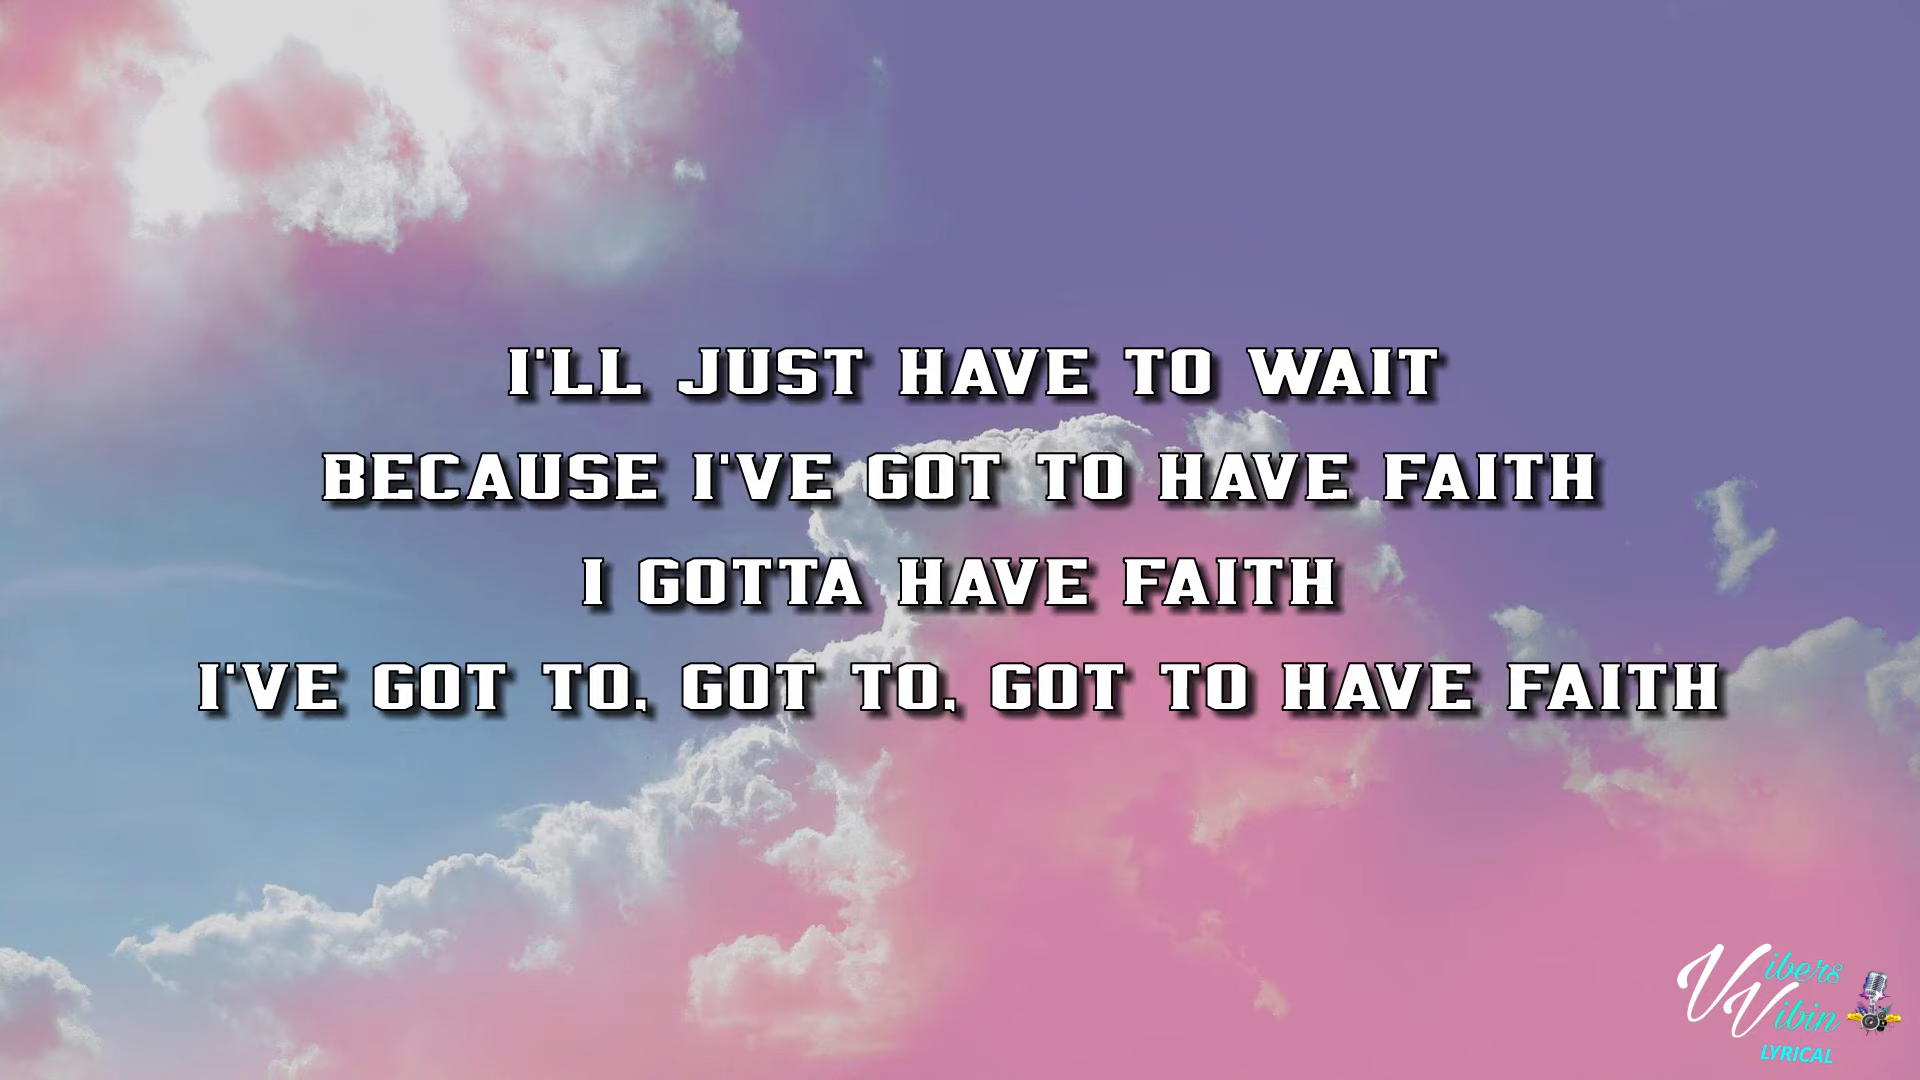 I'LL JUST HAVE TO WAIT
BECAUSE I'VE GOT TO HAVE FAITH
I GOTTA HAVE FAITH
I'VE GOT TO, GOT TO, GOT TO HAVE FAITH
Vibers
Vibin
LYRICAL